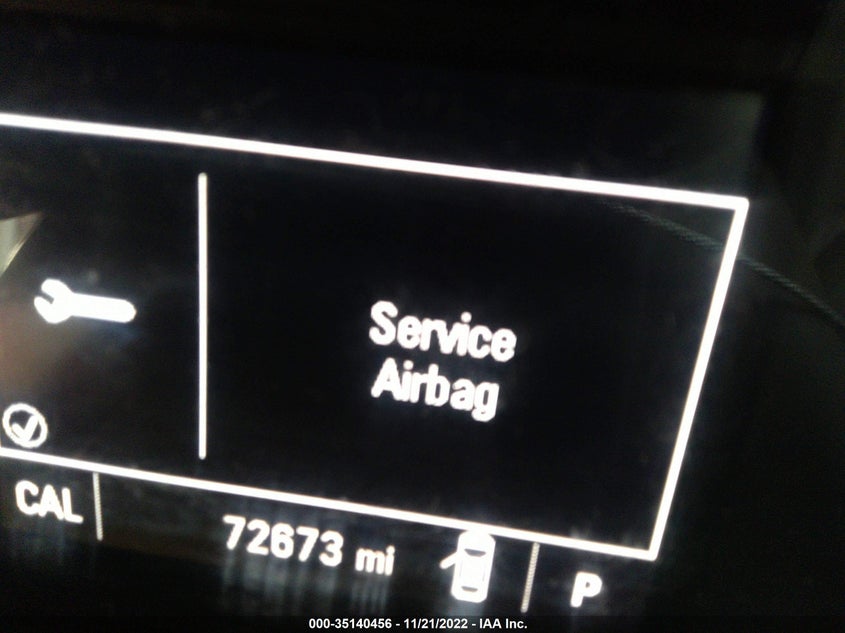 Service
Airbag
CAL
72673 mi
P
000-35140456 - 11/21/2022 - IAA Inc.